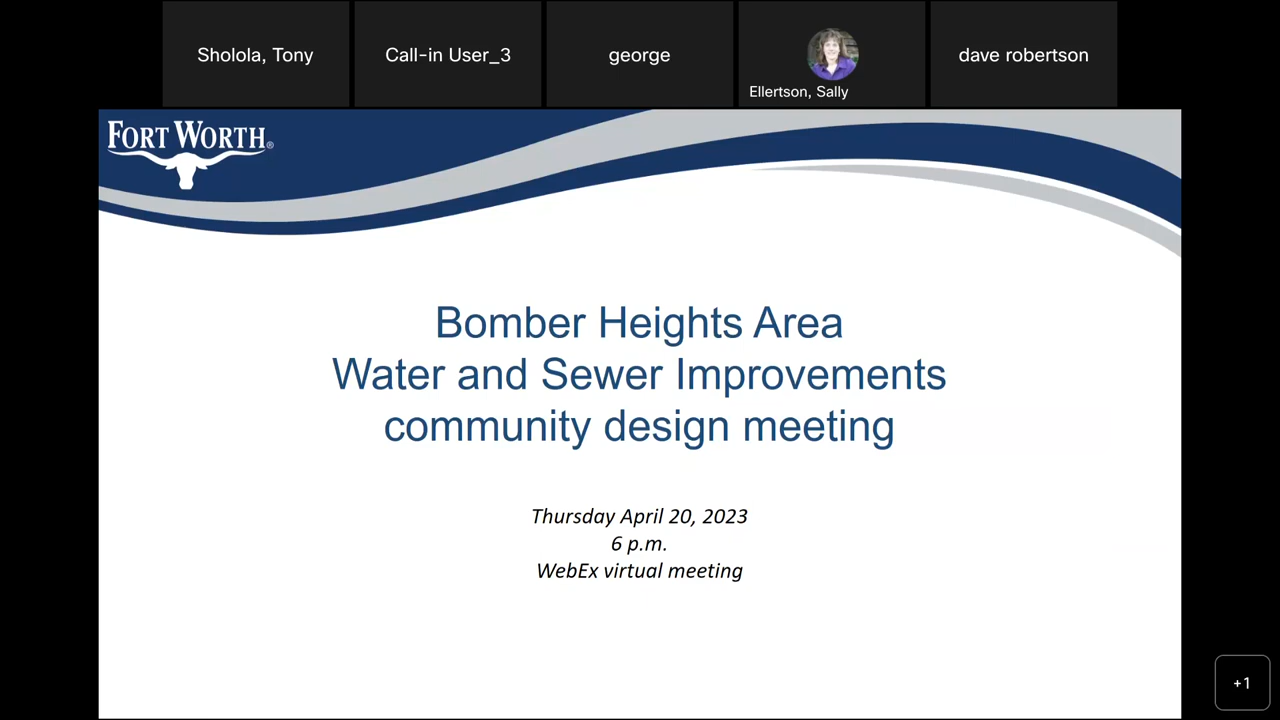 Sholola, Tony
Call-in User_3
george
Ellertson, Sally
dave robertson
FORT WORTH®
Bomber Heights Area
Water and Sewer Improvements
community design meeting
Thursday April 20, 2023
6 p.m.
WebEx virtual meeting
+1